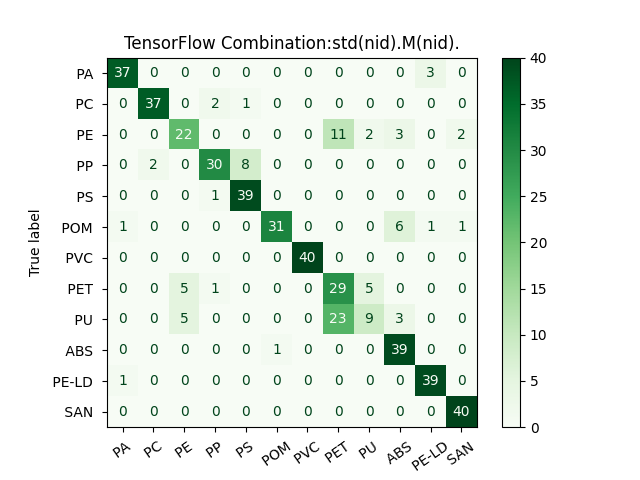 TensorFlow Combination:std(nid).M(nid).
True label
PA 37 0 0 0 0 0 0 0 0 0 3 0
PC 0 37 0 2 1 0 0 0 0 0 0 0
PE 0 0 22 0 0 0 0 11 2 3 0 2
PP 0 2 0 30 8 0 0 0 0 0 0 0
PS 0 0 0 1 39 0 0 0 0 0 0 0
POM 1 0 0 0 0 31 0 0 0 6 1 1
PVC 0 0 0 0 0 0 40 0 0 0 0 0
PET 0 0 5 1 0 0 0 29 5 0 0 0
PU 0 0 5 0 0 0 0 23 9 3 0 0
ABS 0 0 0 0 0 1 0 0 0 39 0 0
PE-LD 1 0 0 0 0 0 0 0 0 0 39 0
SAN 0 0 0 0 0 0 0 0 0 0 0 40
PA PC PE PP PS POM PVC PET PU ABS PE-LD SAN
40
35
30
25
20
15
10
5
0